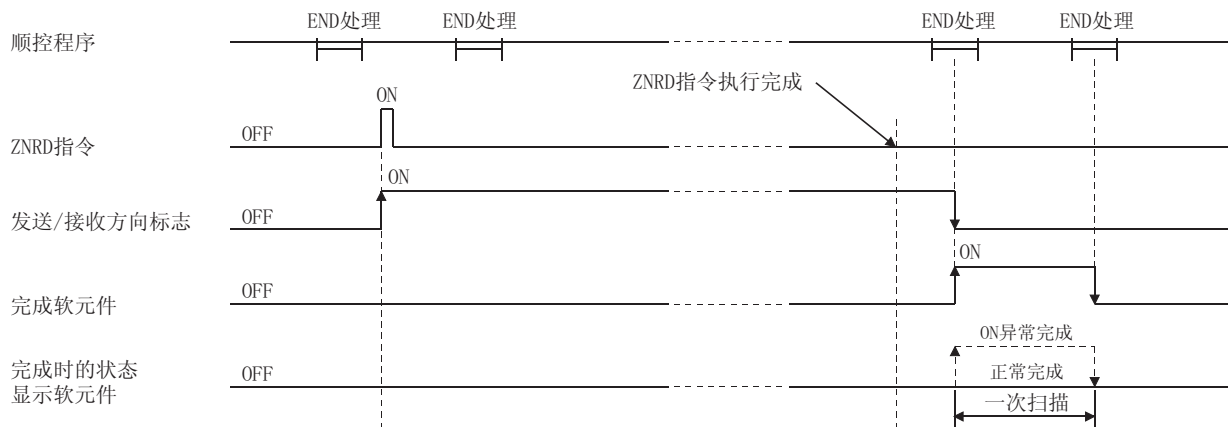 END处理 END处理 END处理 END处理
顺控程序
ZNRD指令执行完成
ON
OFF
ZNRD指令
ON
OFF
发送/接收方向标志
ON
OFF
完成软元件
ON异常完成
完成时的状态
显示软元件
OFF
正常完成
一次扫描